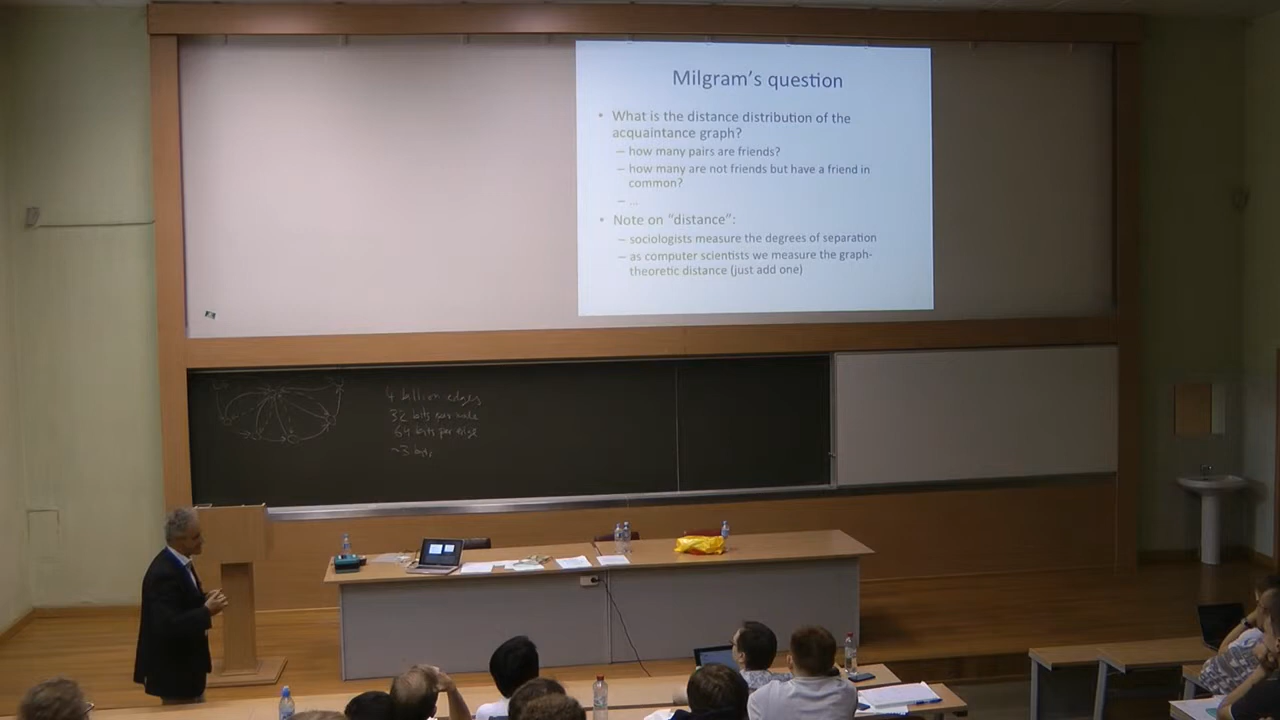 Milgram's question
• What is the distance distribution of the
acquaintance graph?
– how many pairs are friends?
– how many are not friends but have a friend in
common?
– ...
• Note on "distance":
– sociologists measure the degrees of separation
– as computer scientists we measure the graph-
theoretic distance (just add one)
4 billion edges
32 bits per node
64 bits per edge
~3 bits